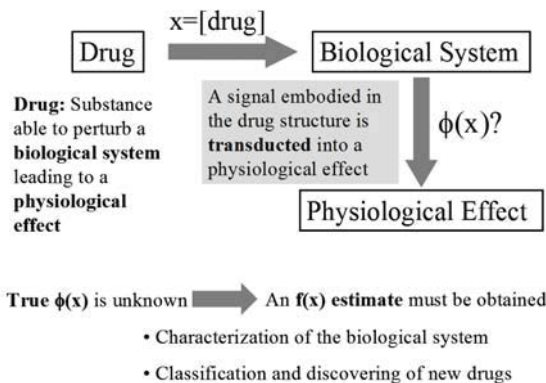 x=[drug]
Drug
Biological System
Drug: Substance
able to perturb a
biological system
leading to a
physiological
effect
A signal embodied in
the drug structure is
transducted into a
physiological effect
ϕ(x)?
Physiological Effect
True ϕ(x) is unknown
An f(x) estimate must be obtained
• Characterization of the biological system
• Classification and discovering of new drugs